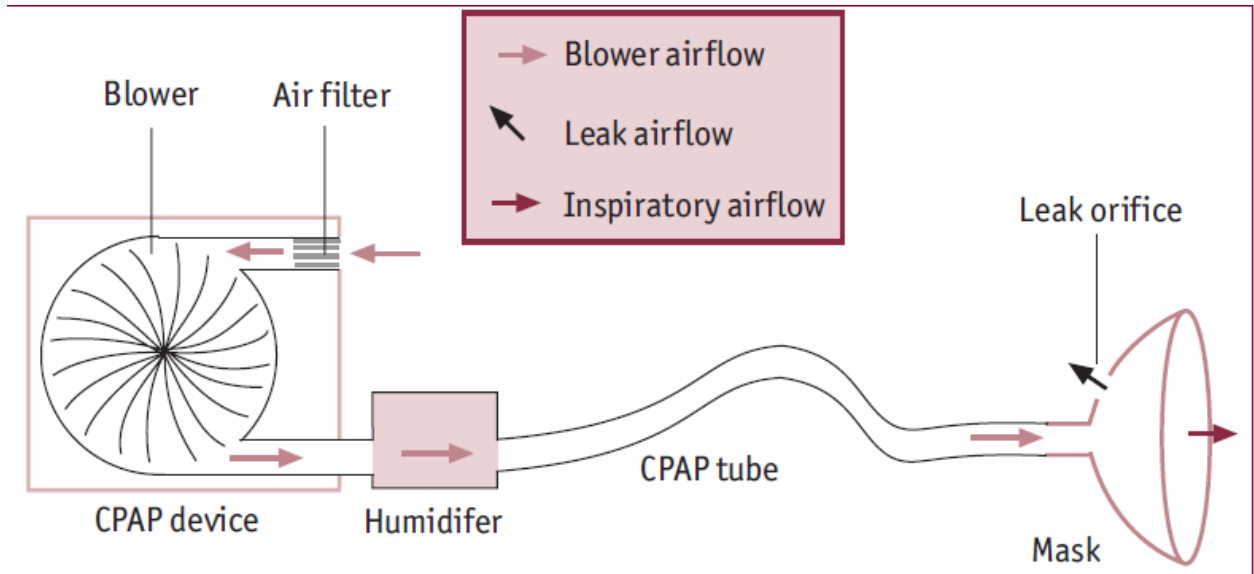 Blower airflow
Leak airflow
Inspiratory airflow
Blower
Air filter
Leak orifice
CPAP device
Humidifer
CPAP tube
Mask